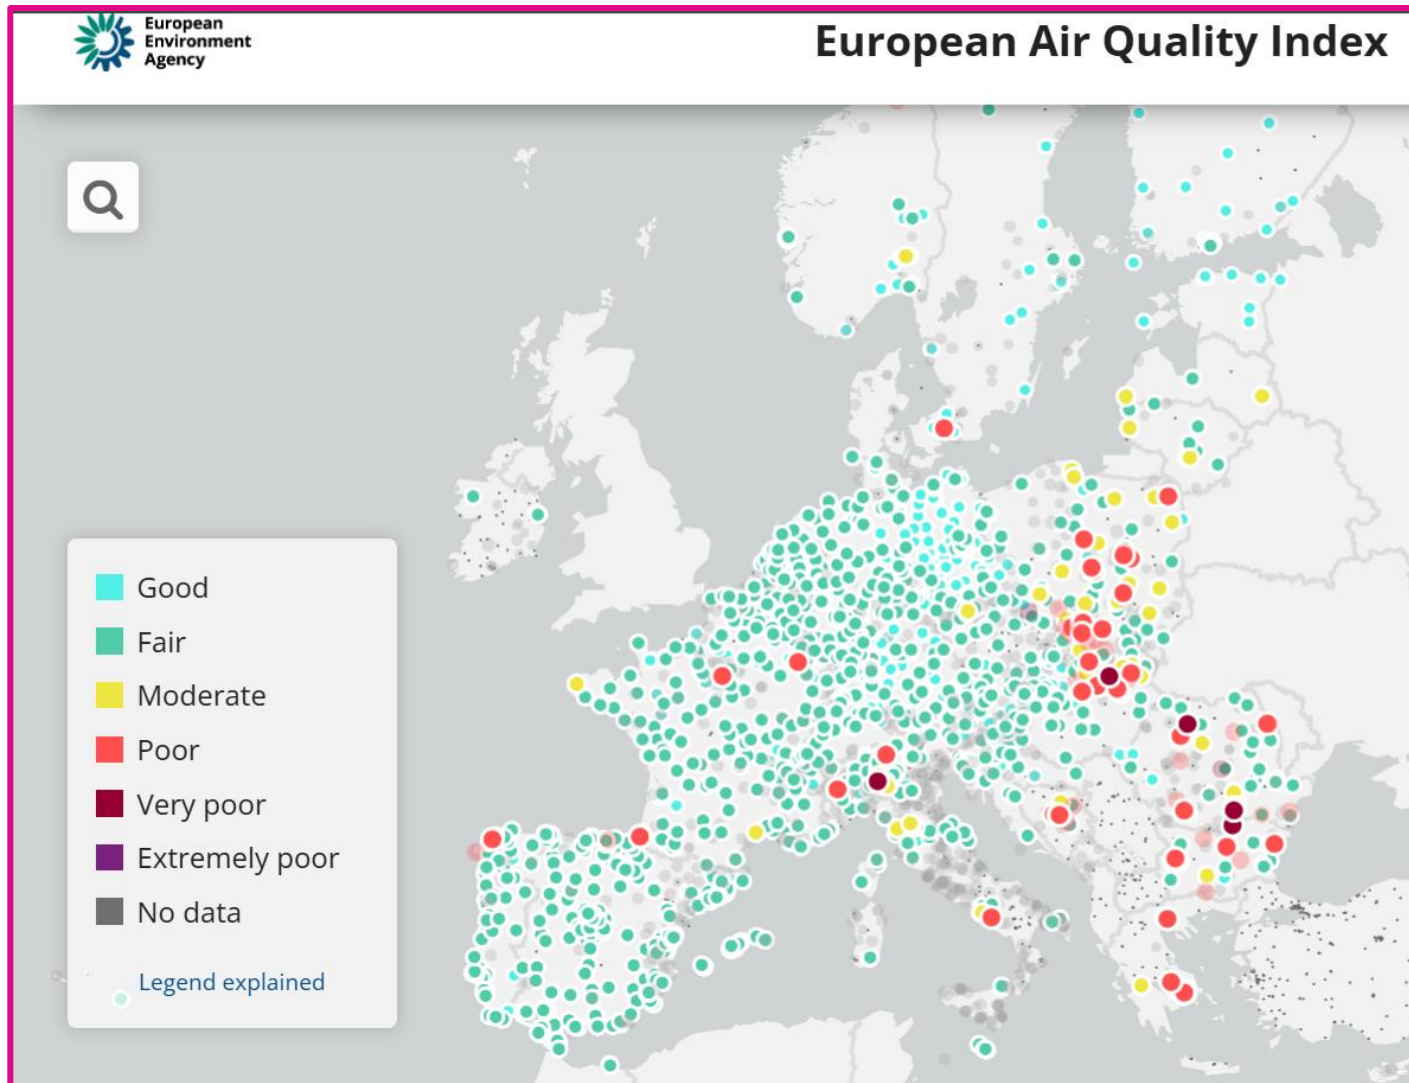 European
Environment
Agency
European Air Quality Index
Good
Fair
Moderate
Poor
Very poor
Extremely poor
No data
Legend explained